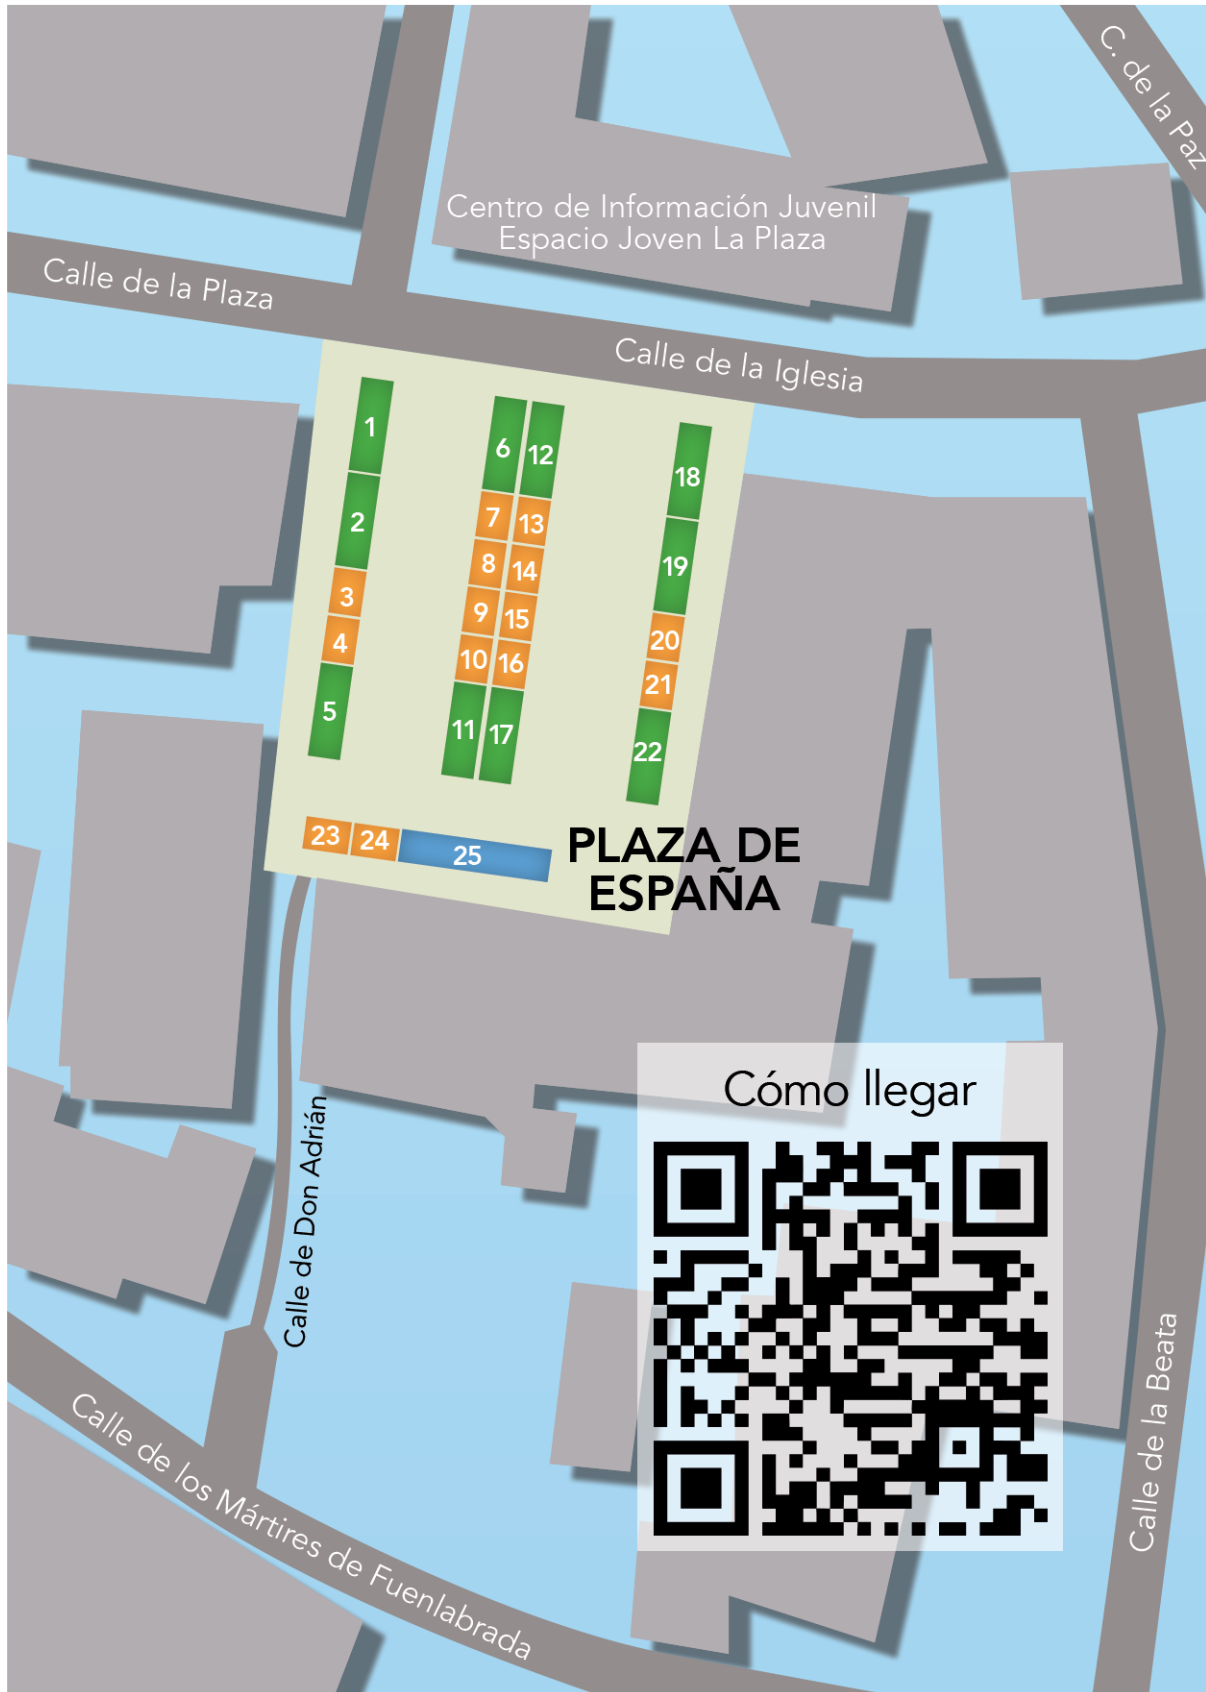 C. de la Paz
Centro de Información Juvenil
Espacio Joven La Plaza
Calle de la Plaza
Calle de la Iglesia
1
2
3
4
5
6
7
8
9
10
11
12
13
14
15
16
17
18
19
20
21
22
23
24
25
PLAZA DE
ESPAÑA
Cómo llegar
Calle de Don Adrián
Calle de la Beata
Calle de los Mártires de Fuenlabrada